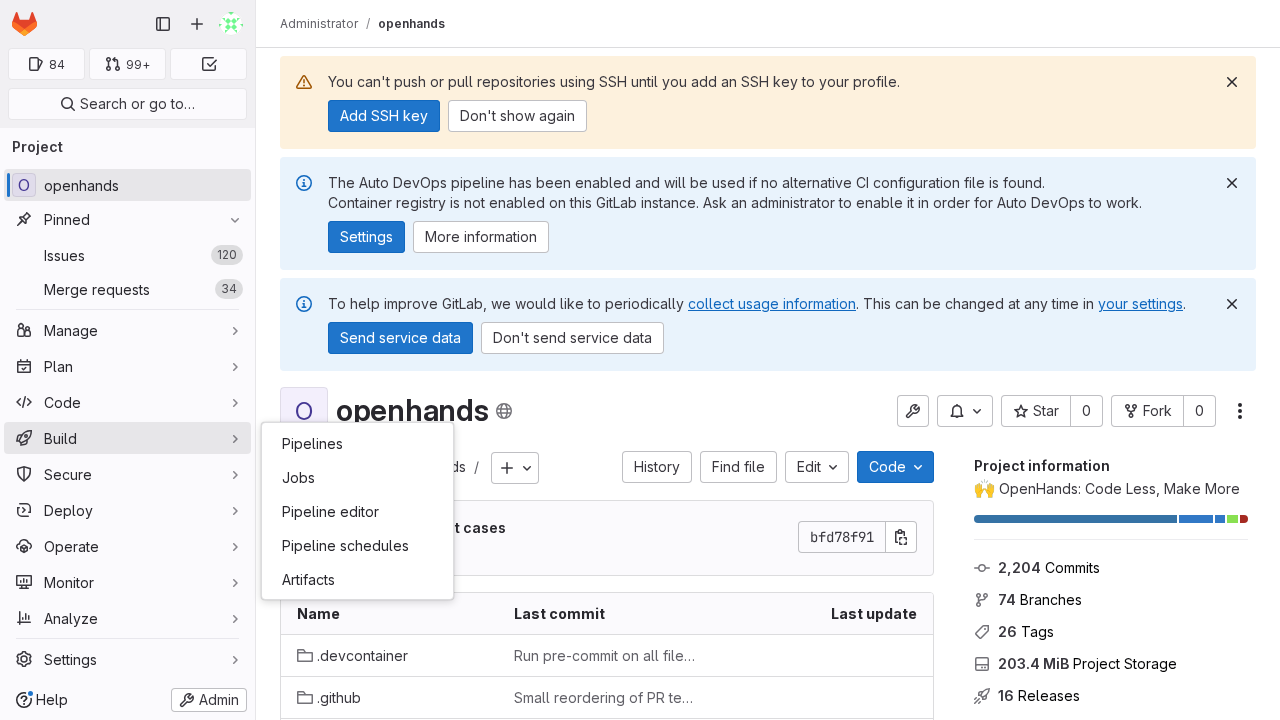 Administrator / openhands
84
99+
Search or go to…
Project
O openhands
Pinned
Issues 120
Merge requests 34
Manage
Plan
Code
Build
Secure
Deploy
Operate
Monitor
Analyze
Settings
Help
Admin
You can't push or pull repositories using SSH until you add an SSH key to your profile.
Add SSH key
Don't show again
The Auto DevOps pipeline has been enabled and will be used if no alternative CI configuration file is found.
Container registry is not enabled on this GitLab instance. Ask an administrator to enable it in order for Auto DevOps to work.
Settings
More information
To help improve GitLab, we would like to periodically collect usage information. This can be changed at any time in your settings.
Send service data
Don't send service data
O openhands
Star 0
Fork 0
Pipelines
Jobs
Pipeline editor
Pipeline schedules
Artifacts
ds /
History
Find file
Edit
Code
t cases
bfd78f91
Name Last commit Last update
.devcontainer Run pre-commit on all file…
.github Small reordering of PR te…
Project information
🙌 OpenHands: Code Less, Make More
2,204 Commits
74 Branches
26 Tags
203.4 MiB Project Storage
16 Releases